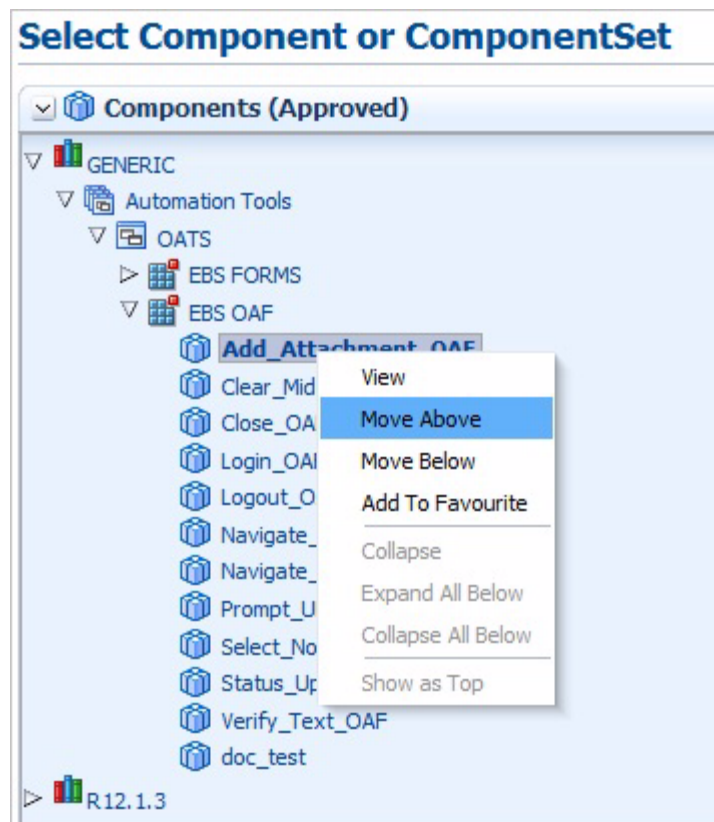 Select Component or ComponentSet
Components (Approved)
GENERIC
Automation Tools
OATS
EBS FORMS
EBS OAF
Add_Attachment_OAF
Clear_Mid
Close_OA
Login_OA
Logout_O
Navigate_
Navigate_
Prompt_U
Select_No
Status_Up
Verify_Text_OAF
doc_test
R12.1.3
View
Move Above
Move Below
Add To Favourite
Collapse
Expand All Below
Collapse All Below
Show as Top